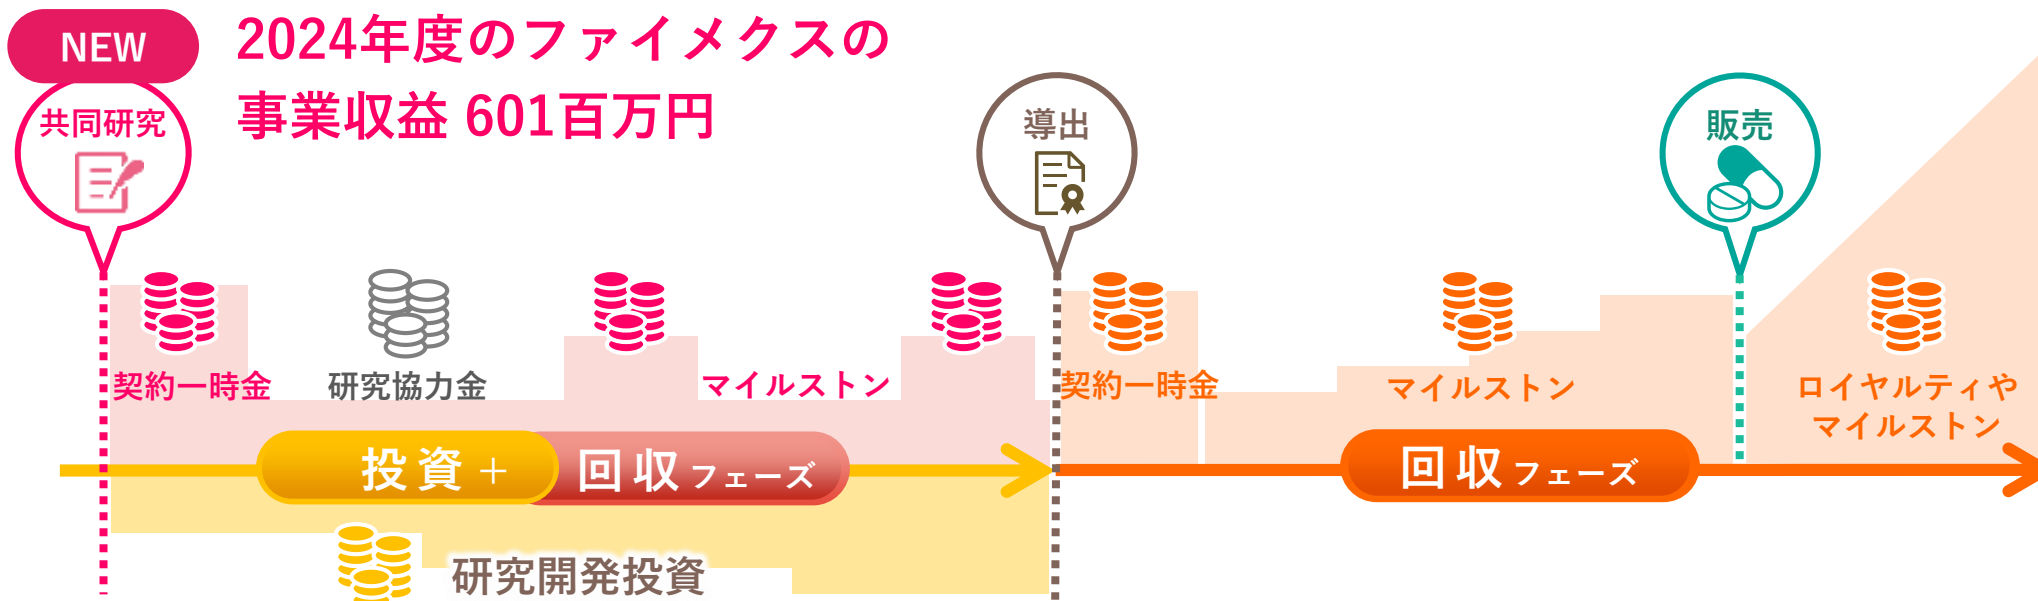 NEW
2024年度のファイメクスの
事業収益 601百万円
共同研究
導出
販売
契約一時金
研究協力金
マイルストン
契約一時金
マイルストン
ロイヤルティや
マイルストン
投資+
回収フェーズ
回収フェーズ
研究開発投資